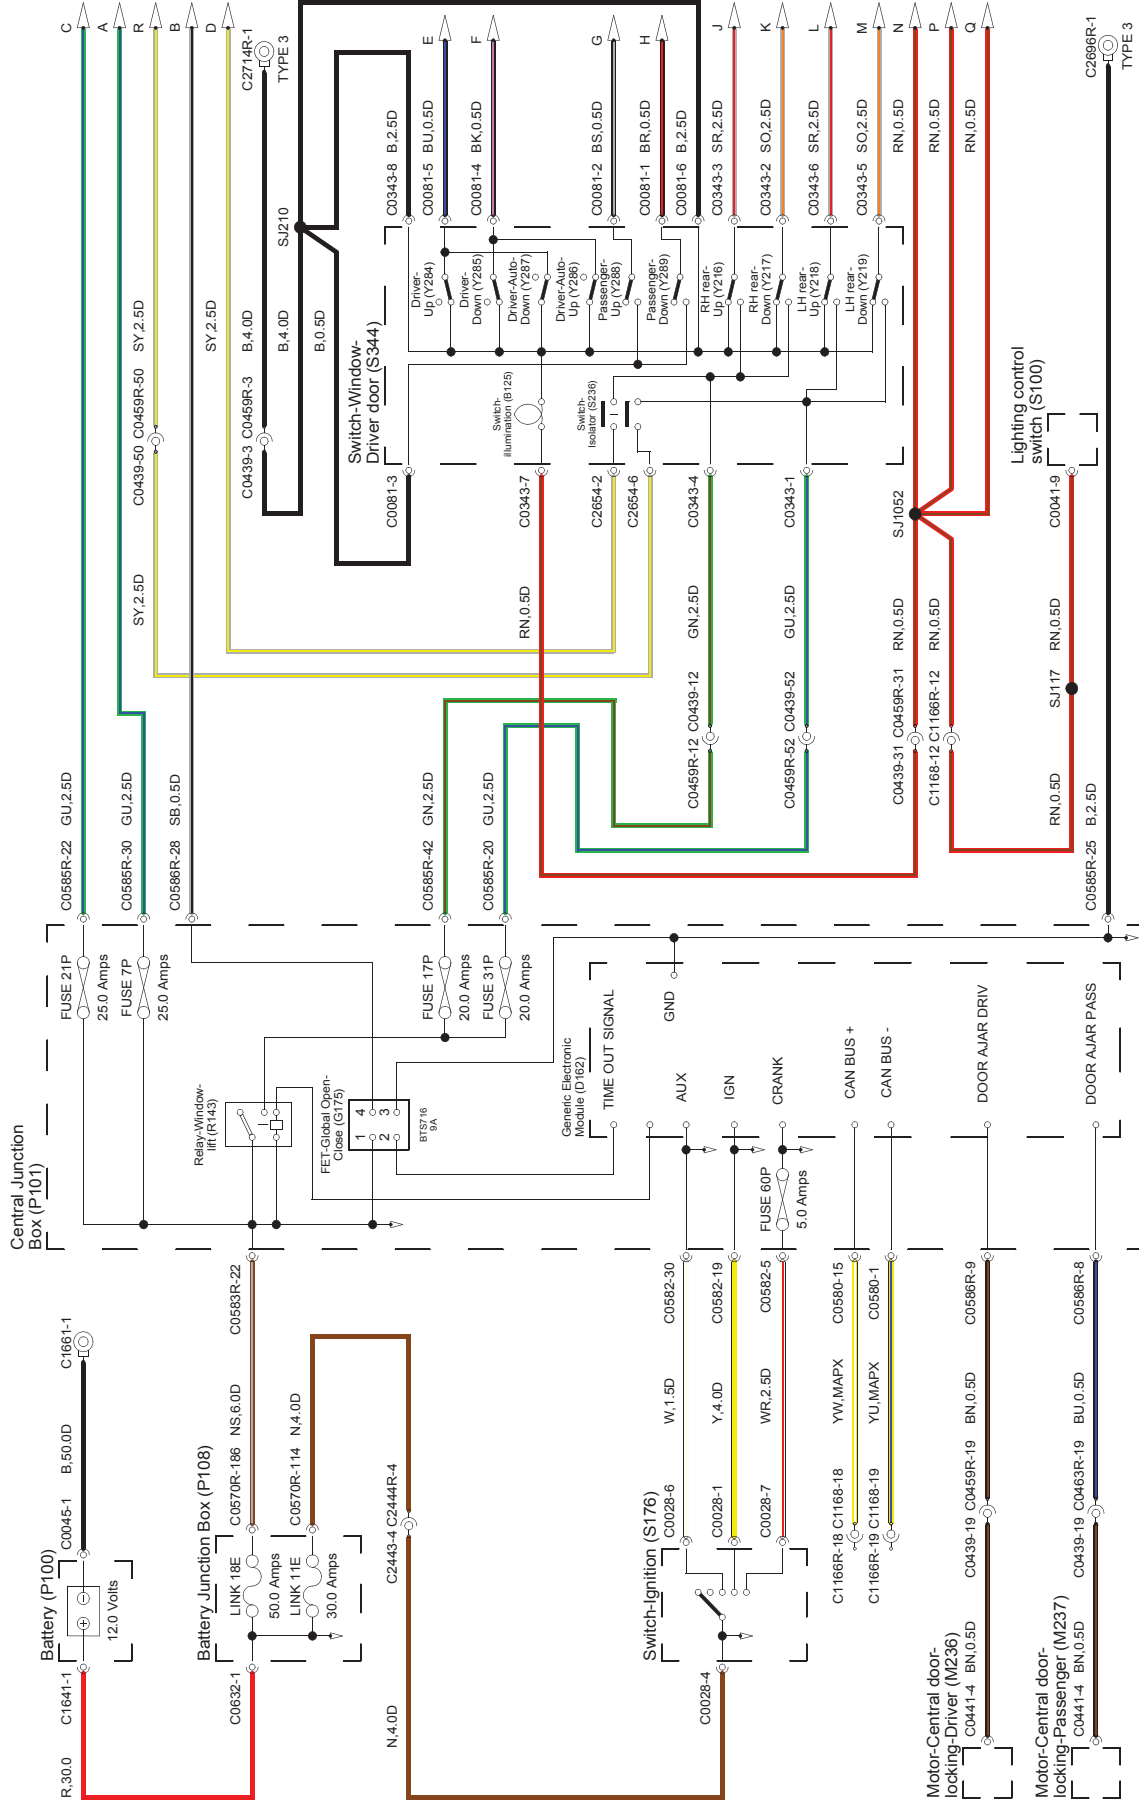 C
A
R
B
D
C2714R-1
TYPE 3
E
F
G
H
J
K
L
M
N
P
Q
C2696R-1
TYPE 3
SJ210
C0343-8 B,2.5D
C0081-5 BU,0.5D
C0081-4 BK,0.5D
C0081-2 BS,0.5D
C0081-1 BR,0.5D
C0081-6 B,2.5D
C0343-3 SR,2.5D
C0343-2 SO,2.5D
C0343-6 SR,2.5D
C0343-5 SO,2.5D
RN,0.5D
RN,0.5D
RN,0.5D
SY,2.5D
SY,2.5D
B,4.0D
B,4.0D
B,0.5D
C0439-50 C0459R-50
C0439-3 C0459R-3
SY,2.5D
Switch-Window-
Driver door (S344)
Driver-
Up (Y284)
Driver-
Down (Y285)
Driver-Auto-
Down (Y287)
Driver-Auto-
Up (Y286)
Passenger-
Up (Y288)
Passenger-
Down (Y289)
RH rear-
Up (Y216)
RH rear-
Down (Y217)
LH rear-
Up (Y218)
LH rear-
Down (Y219)
Switch-
illumination (B125)
Switch-
Isolator (S236)
C0081-3
C0343-7
C2654-2
C2654-6
C0343-4
C0343-1
SJ1052
Lighting control
switch (S100)
C0041-9
RN,0.5D
GN,2.5D
GU,2.5D
RN,0.5D
RN,0.5D
RN,0.5D
SJ117
C0459R-12 C0439-12
C0459R-52 C0439-52
C0439-31 C0459R-31
C1168-12 C1166R-12
RN,0.5D
C0585R-22 GU,2.5D
C0585R-30 GU,2.5D
C0586R-28 SB,0.5D
C0585R-42 GN,2.5D
C0585R-20 GU,2.5D
C0585R-25 B,2.5D
Central Junction
Box (P101)
FUSE 21P
25.0 Amps
FUSE 7P
25.0 Amps
FUSE 17P
20.0 Amps
FUSE 31P
20.0 Amps
Relay-Window-
lift (R143)
FET-Global Open-
Close (G175)
1 4
2 3
BTS716
9A
Generic Electronic
Module (D162)
TIME OUT SIGNAL
GND
AUX
IGN
CRANK
CAN BUS +
CAN BUS -
DOOR AJAR DRIV
DOOR AJAR PASS
FUSE 60P
5.0 Amps
C0583R-22
C0582-30
C0582-19
C0582-5
C0580-15
C0580-1
C0586R-9
C0586R-8
C1661-1
B,50.0D
C0045-1
Battery (P100)
12.0 Volts
C1641-1
R,30.0
NS,6.0D
C0570R-186
N,4.0D
C0570R-114
Battery Junction Box (P108)
LINK 18E
50.0 Amps
LINK 11E
30.0 Amps
C0632-1
C2443-4 C2444R-4
N,4.0D
W,1.5D
Y,4.0D
WR,2.5D
YW,MAPX
YU,MAPX
C0028-6
C0028-1
C0028-7
C1166R-18 C1168-18
C1166R-19 C1168-19
Switch-Ignition (S176)
C0028-4
BN,0.5D
BU,0.5D
C0439-19 C0459R-19
C0439-19 C0463R-19
Motor-Central door-
locking-Driver (M236)
C0441-4 BN,0.5D
Motor-Central door-
locking-Passenger (M237)
C0441-4 BN,0.5D